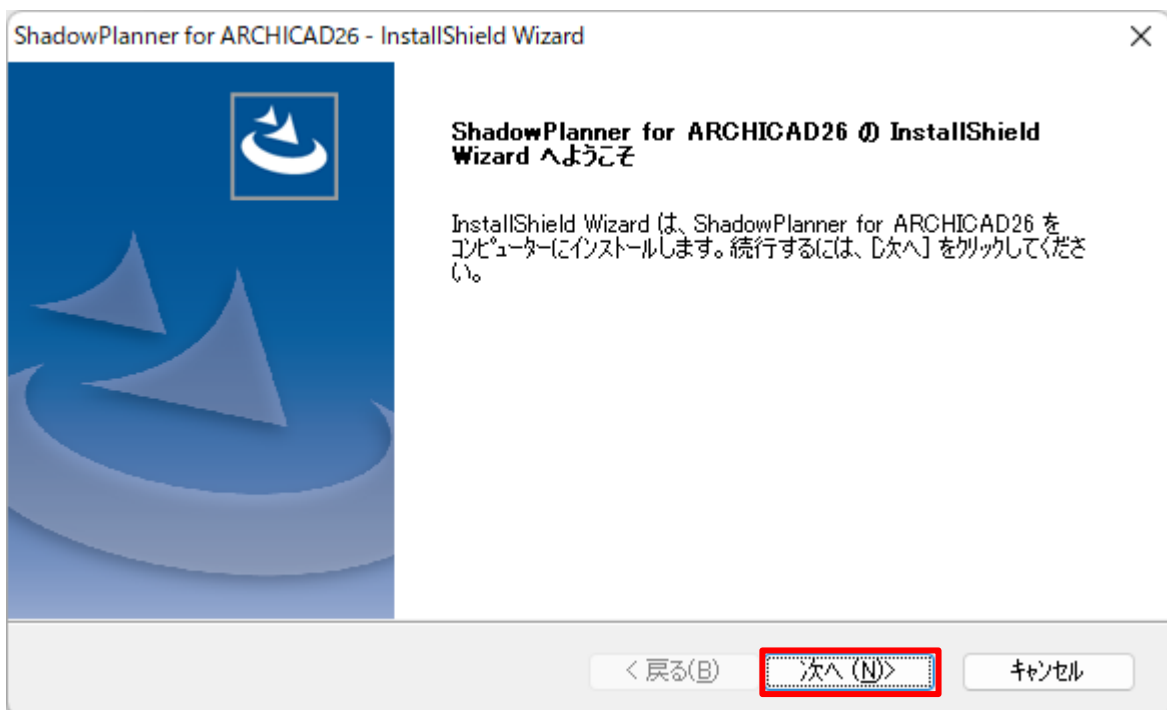 ShadowPlanner for ARCHICAD26 - InstallShield Wizard
ShadowPlanner for ARCHICAD26 の InstallShield
Wizard へようこそ
InstallShield Wizard は、ShadowPlanner for ARCHICAD26 を
コンピューターにインストールします。続行するには、[次へ] をクリックしてくださ
い。
< 戻る(B)
次へ (N)>
キャンセル